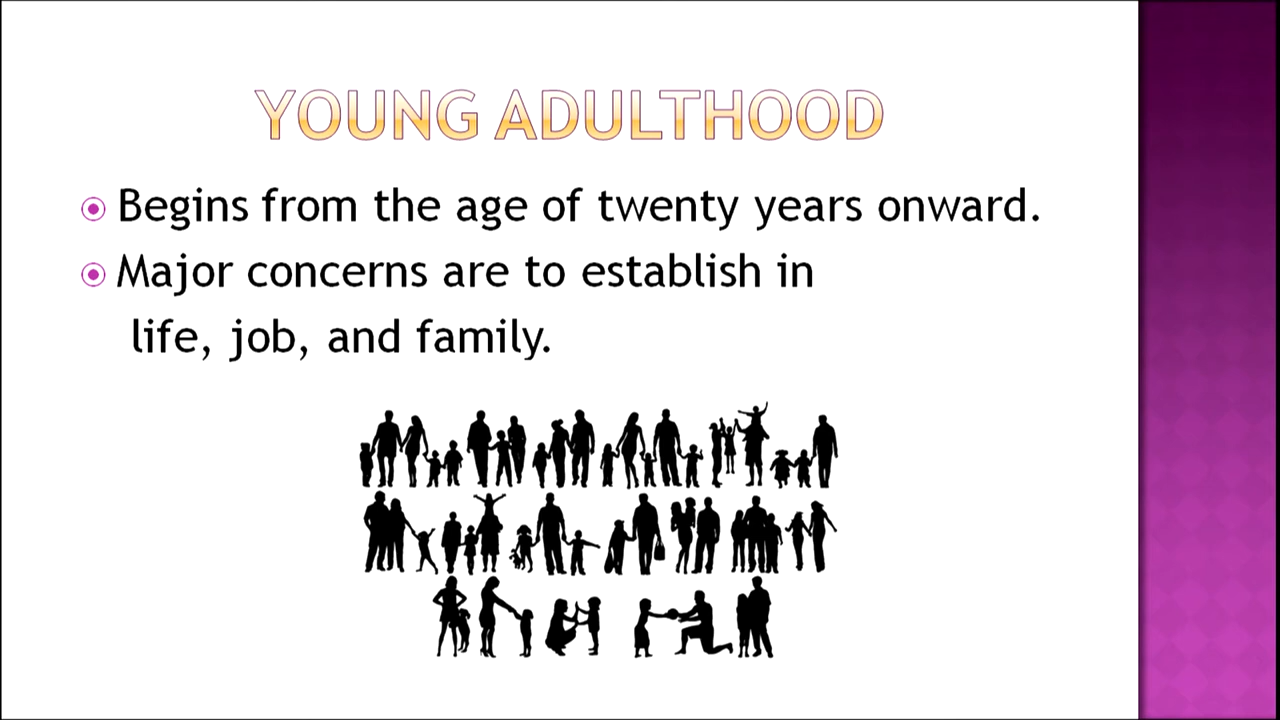 YOUNG ADULTHOOD
Begins from the age of twenty years onward.
Major concerns are to establish in
life, job, and family.